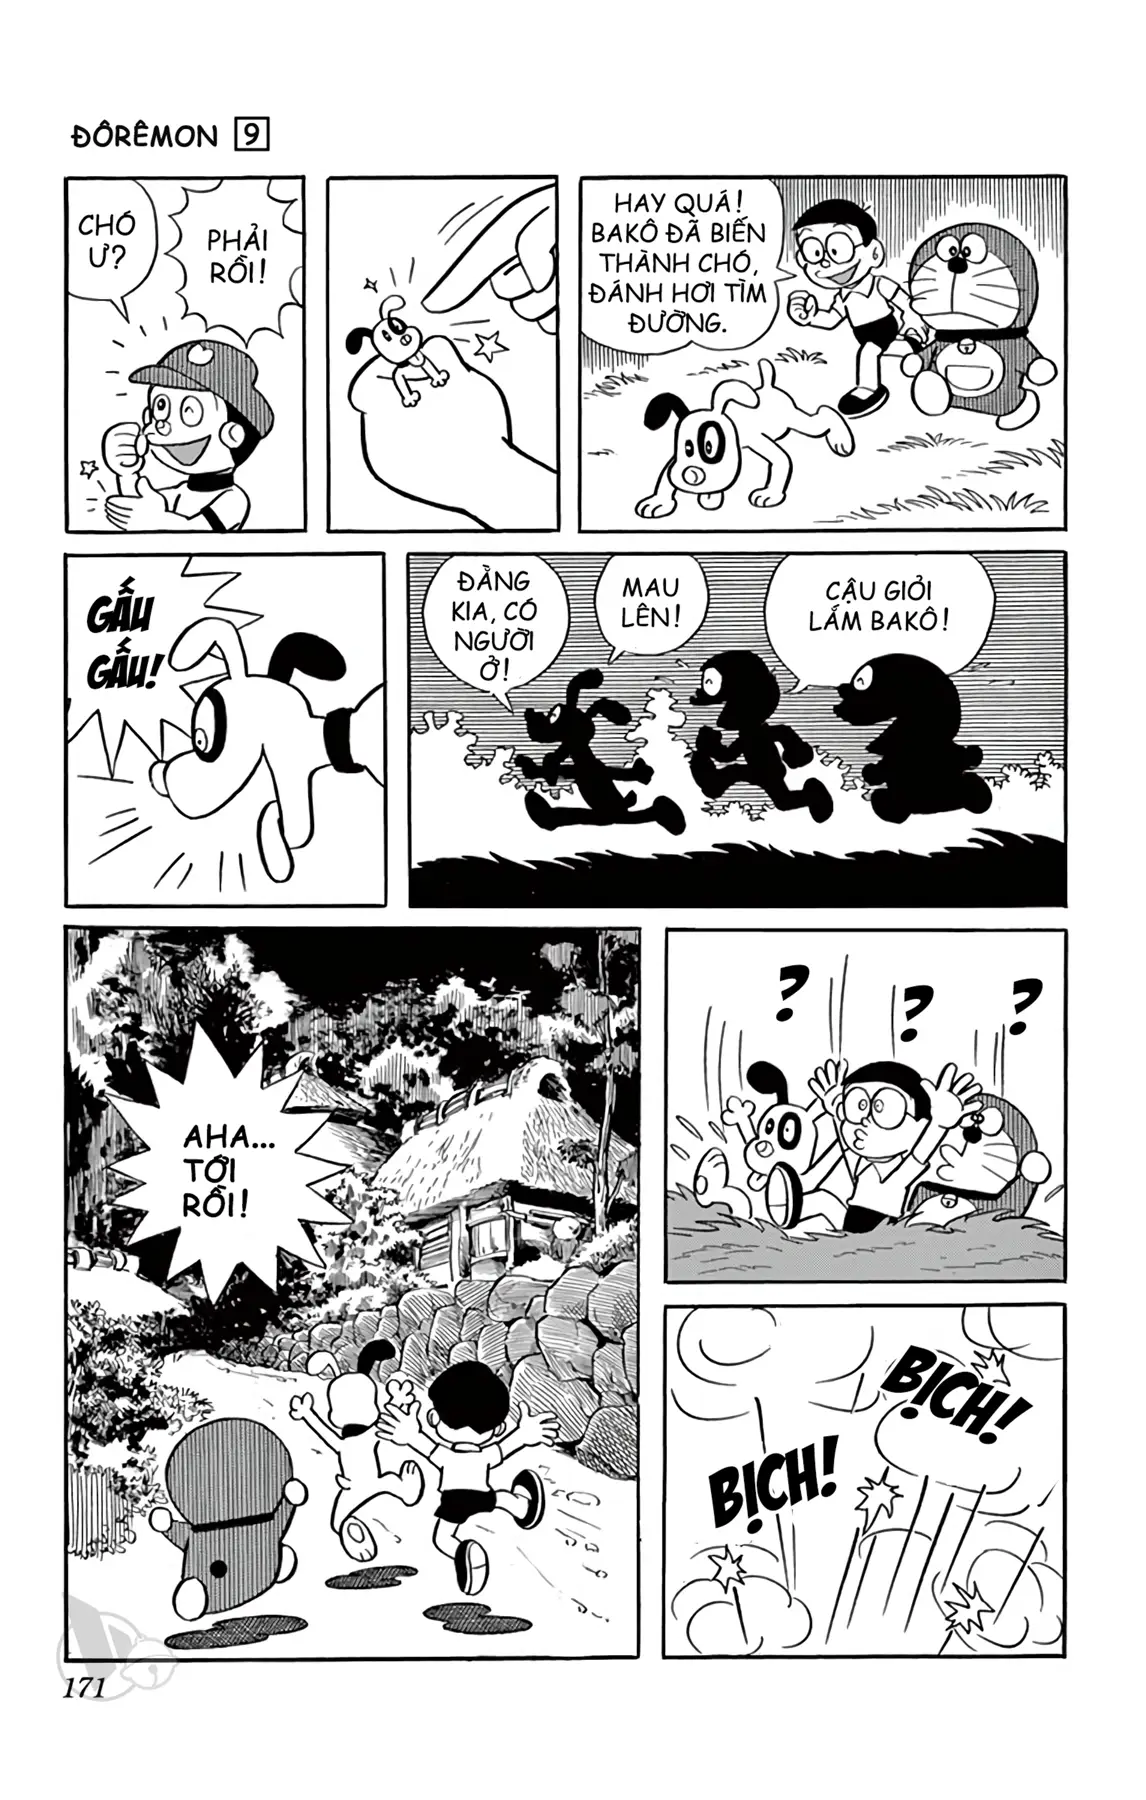 ĐÔRÊMON 9
CHÓ
Ư?
PHẢI
RỒI!
HAY QUÁ!
BAKÔ ĐÃ BIẾN
THÀNH CHÓ,
ĐÁNH HƠI TÌM
ĐƯỜNG.
GẤU
GẤU!
ĐẰNG
KIA, CÓ
NGƯỜI
Ở!
MAU
LÊN!
CẬU GIỎI
LẮM BAKÔ!
AHA...
TỚI
RỒI!
?
?
?
BỊCH!
BỊCH!
171